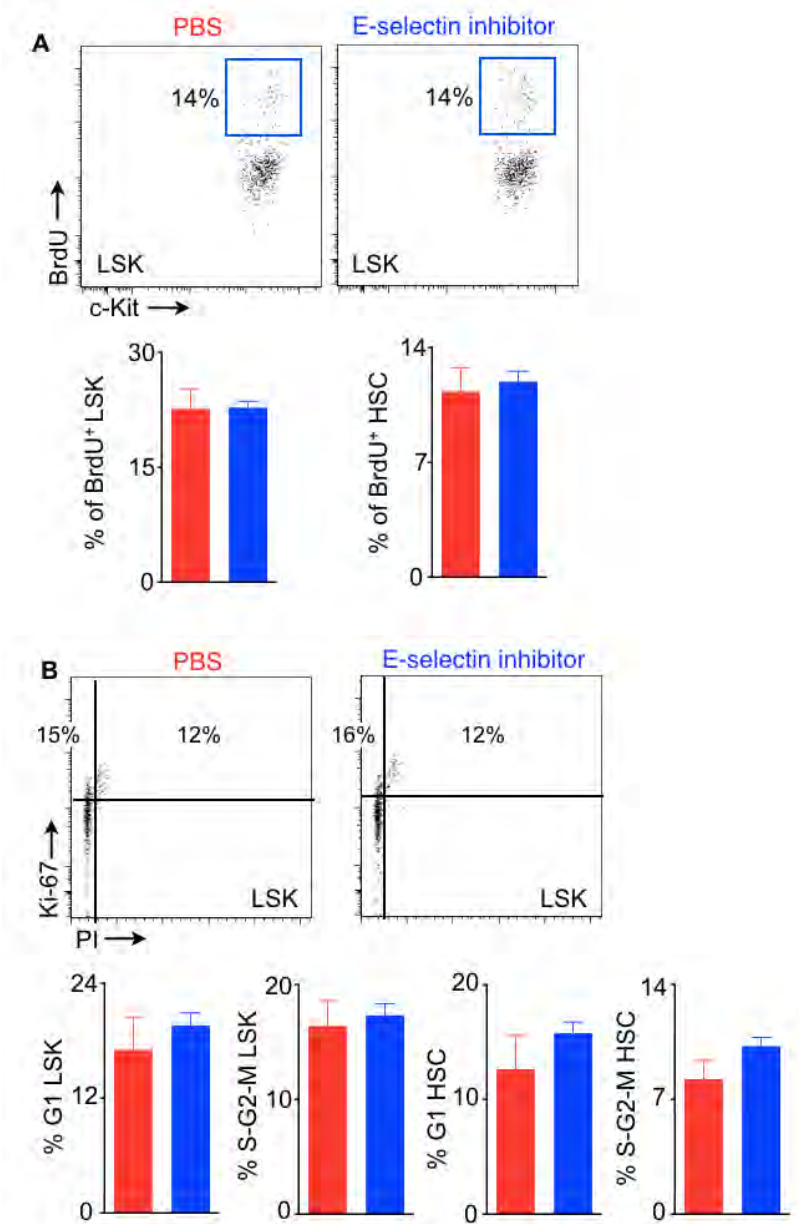 A
PBS
E-selectin inhibitor
14%
14%
BrdU
LSK
LSK
c-Kit
30
15
0
% of BrdU⁺ LSK
14
7
0
% of BrdU⁺ HSC
B
PBS
E-selectin inhibitor
15%
12%
16%
12%
Ki-67
LSK
LSK
PI
24
12
0
% G1 LSK
20
10
0
% S-G2-M LSK
20
10
0
% G1 HSC
14
7
0
% S-G2-M HSC